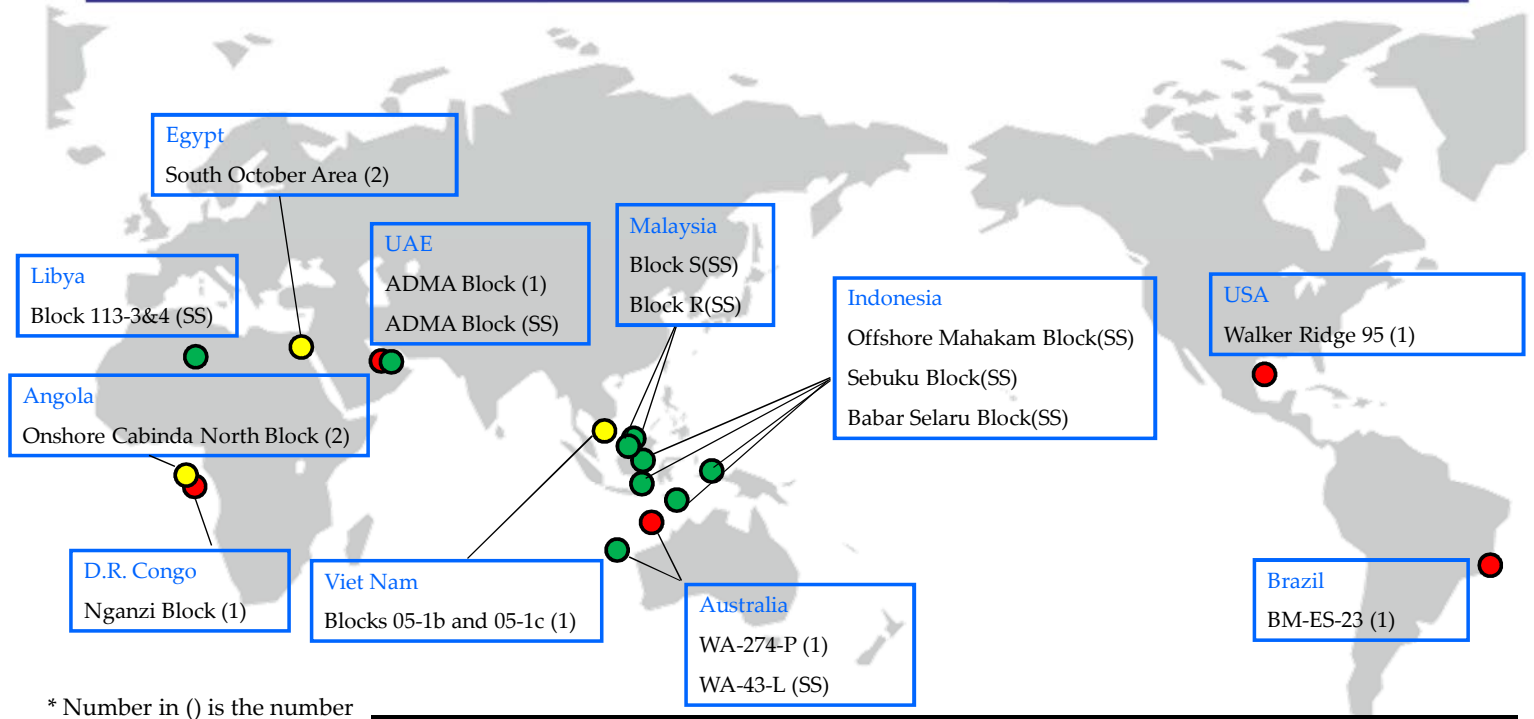 Egypt
South October Area (2)
UAE
ADMA Block (1)
ADMA Block (SS)
Malaysia
Block S(SS)
Block R(SS)
Libya
Block 113-3&4 (SS)
Indonesia
Offshore Mahakam Block(SS)
Sebuku Block(SS)
Babar Selaru Block(SS)
USA
Walker Ridge 95 (1)
Angola
Onshore Cabinda North Block (2)
D.R. Congo
Nganzi Block (1)
Viet Nam
Blocks 05-1b and 05-1c (1)
Australia
WA-274-P (1)
WA-43-L (SS)
Brazil
BM-ES-23 (1)
* Number in () is the number